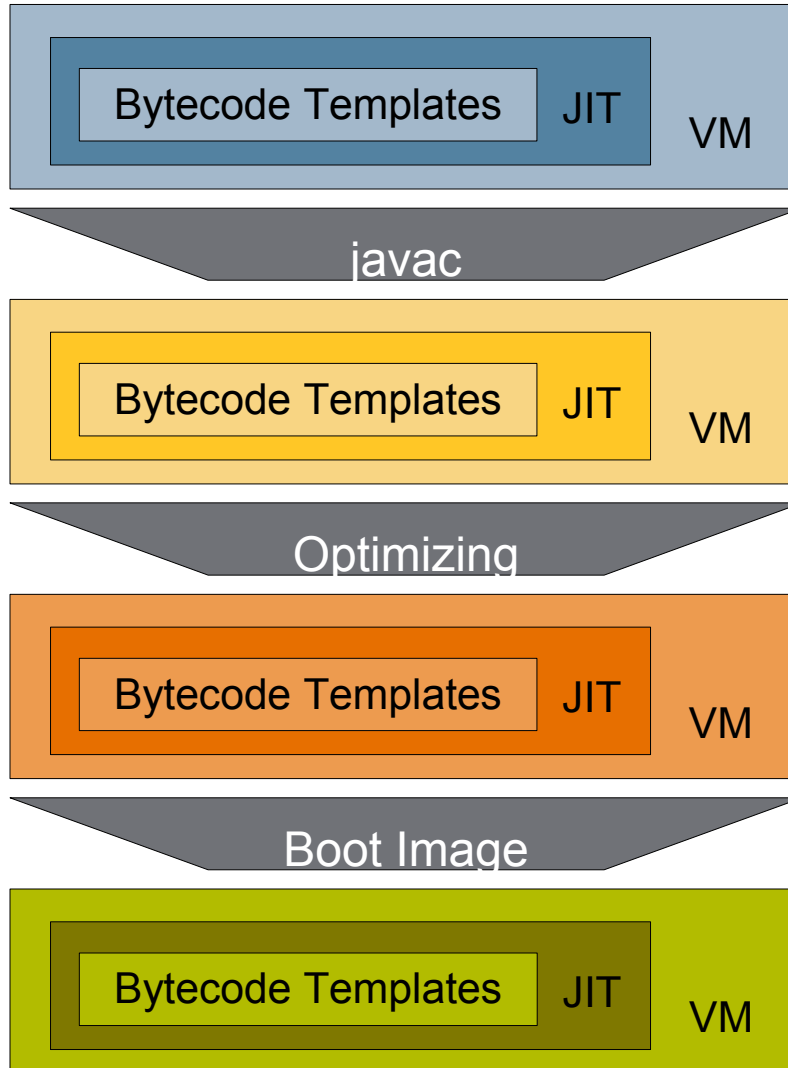 Bytecode Templates JIT VM
javac
Bytecode Templates JIT VM
Optimizing
Bytecode Templates JIT VM
Boot Image
Bytecode Templates JIT VM